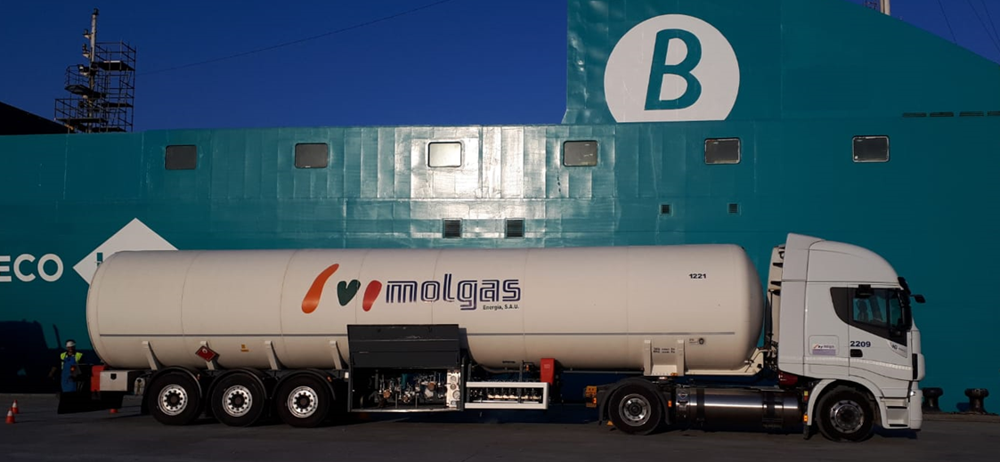 B
ECO
molgas
Energía, S.A.U.
1221
2209